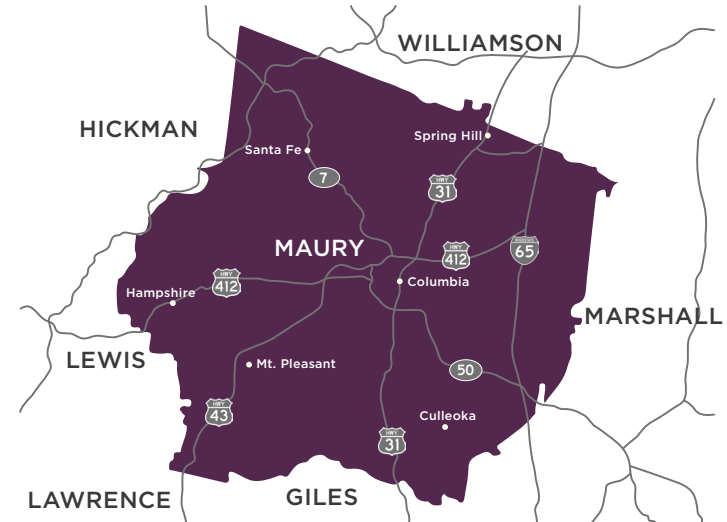 WILLIAMSON
HICKMAN
Spring Hill
Santa Fe
7
HWY
31
MAURY
HWY
412
65
HWY
412
Columbia
Hampshire
MARSHALL
LEWIS
Mt. Pleasant
50
HWY
43
Culleoka
HWY
31
LAWRENCE
GILES